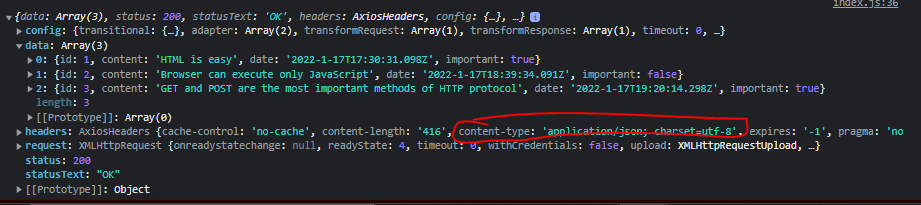 index.js:36
{data: Array(3), status: 200, statusText: 'OK', headers: AxiosHeaders, config: {…}, …} i
config: {transitional: {…}, adapter: Array(2), transformRequest: Array(1), transformResponse: Array(1), timeout: 0, …}
data: Array(3)
0: {id: 1, content: 'HTML is easy', date: '2022-1-17T17:30:31.098Z', important: true}
1: {id: 2, content: 'Browser can execute only JavaScript', date: '2022-1-17T18:39:34.091Z', important: false}
2: {id: 3, content: 'GET and POST are the most important methods of HTTP protocol', date: '2022-1-17T19:20:14.298Z', important: true}
length: 3
[[Prototype]]: Array(0)
headers: AxiosHeaders {cache-control: 'no-cache', content-length: '416', content-type: 'application/json; charset=utf-8', expires: '-1', pragma: 'no
request: XMLHttpRequest {onreadystatechange: null, readyState: 4, timeout: 0, withCredentials: false, upload: XMLHttpRequestUpload, …}
status: 200
statusText: "OK"
[[Prototype]]: Object